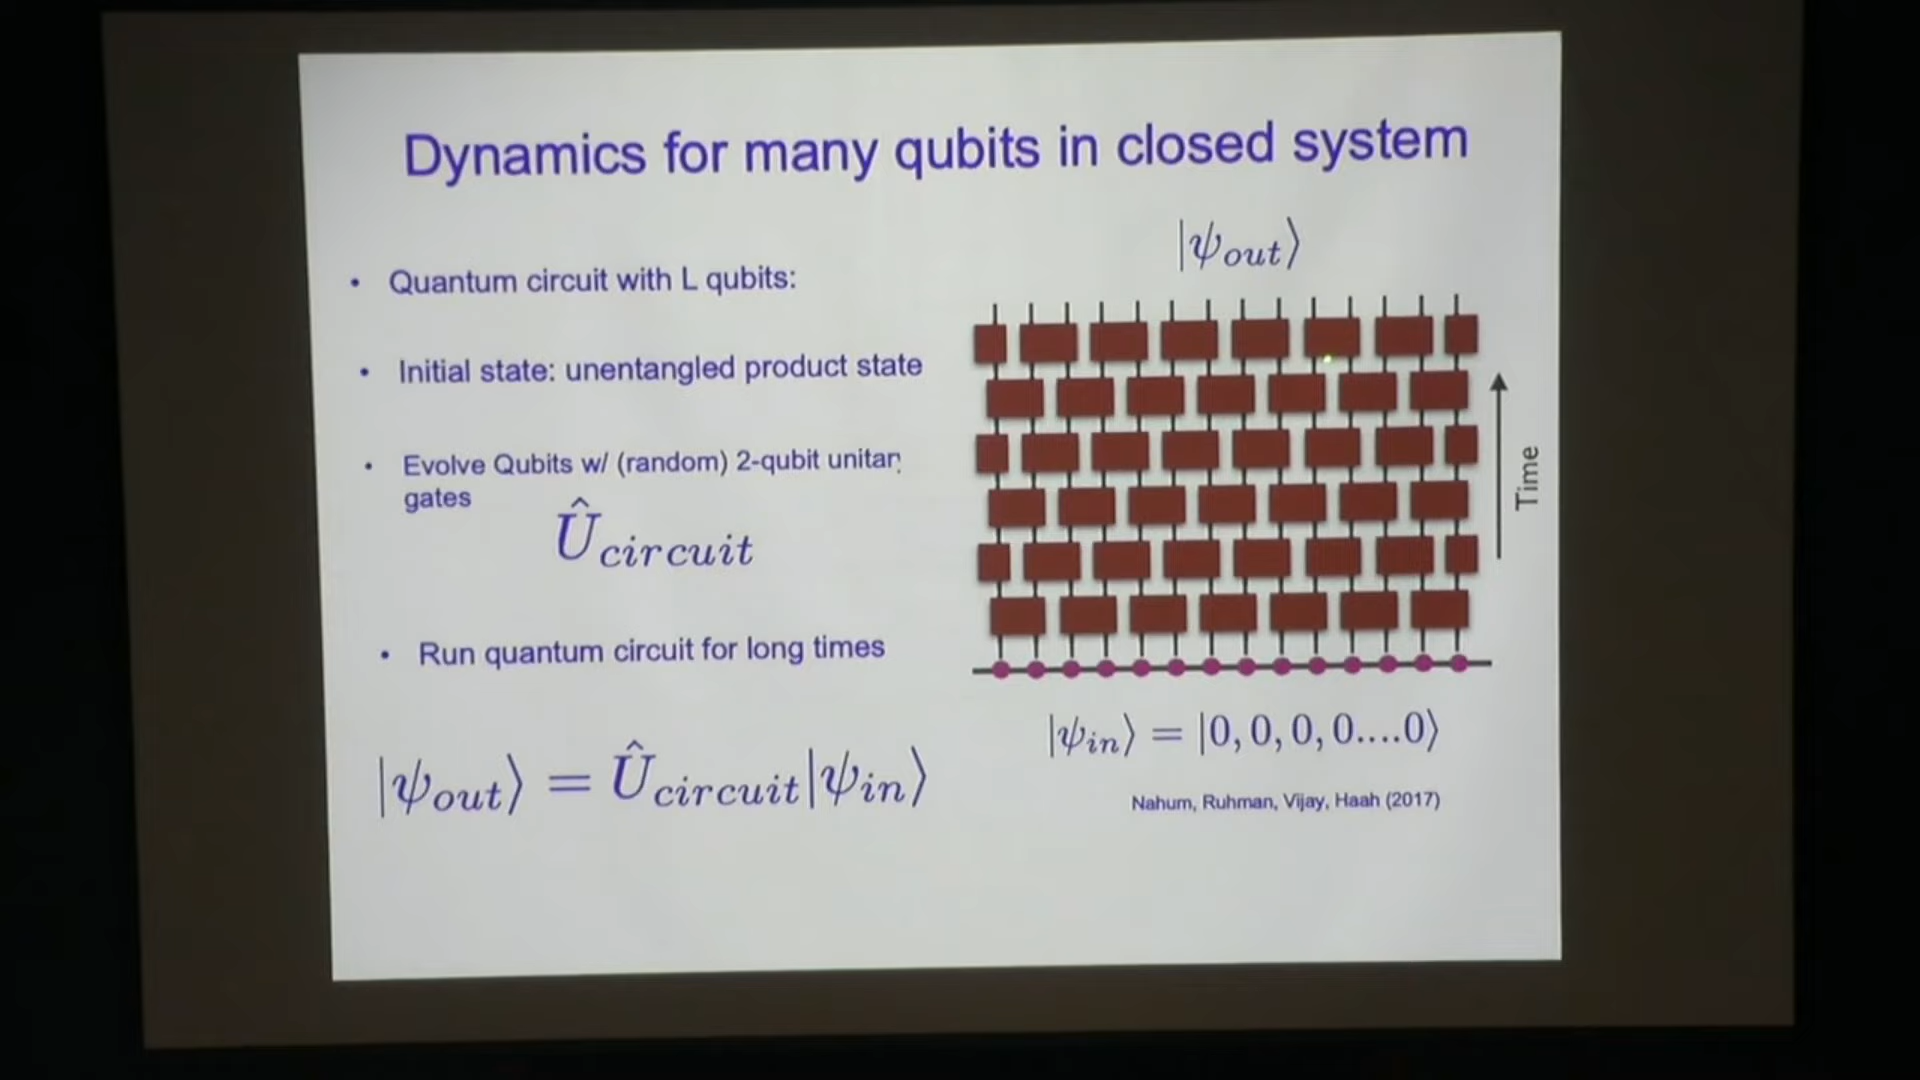 Dynamics for many qubits in closed system
• Quantum circuit with L qubits:
• Initial state: unentangled product state
• Evolve Qubits w/ (random) 2-qubit unitary
gates
Û_circuit
• Run quantum circuit for long times
|ψ_out⟩ = Û_circuit|ψ_in⟩
|ψ_out⟩
Time
|ψ_in⟩ = |0, 0, 0, 0....0⟩
Nahum, Ruhman, Vijay, Haah (2017)